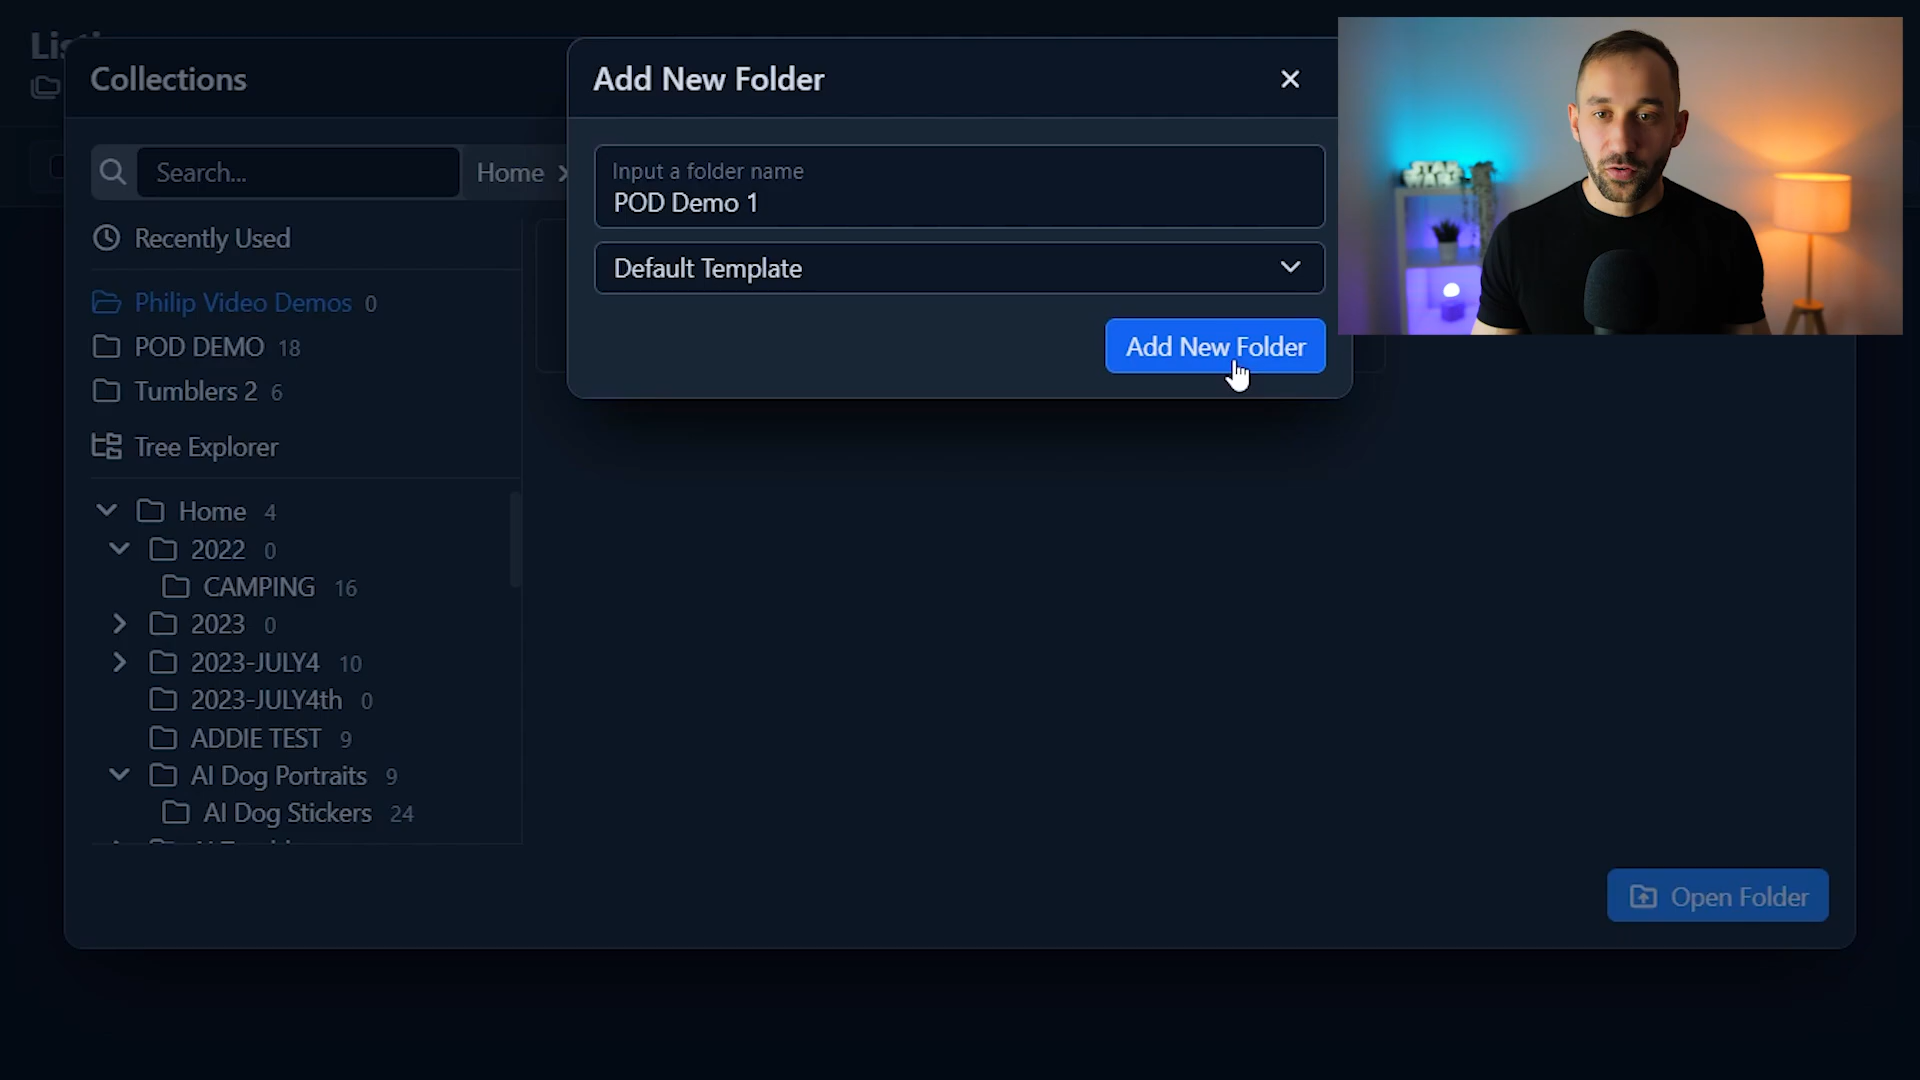 Collections
Add New Folder
Search...
Home
Input a folder name
POD Demo 1
Default Template
Add New Folder
Recently Used
Philip Video Demos 0
POD DEMO 18
Tumblers 2 6
Tree Explorer
Home 4
2022 0
CAMPING 16
2023 0
2023-JULY4 10
2023-JULY4th 0
ADDIE TEST 9
AI Dog Portraits 9
AI Dog Stickers 24
Open Folder
STAR WARS